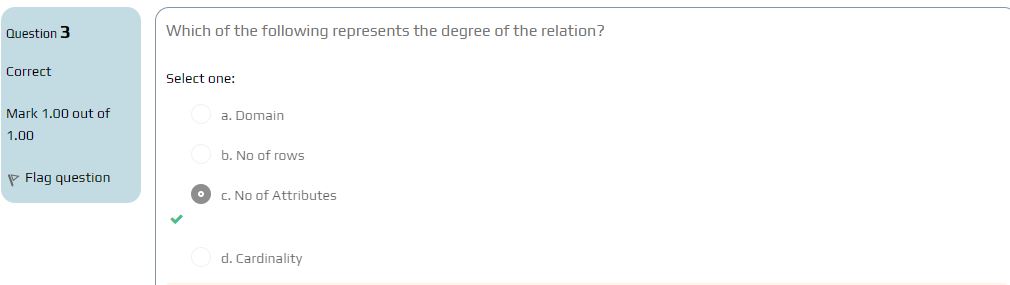 Question 3
Correct
Mark 1.00 out of
1.00
Flag question
Which of the following represents the degree of the relation?
Select one:
a. Domain
b. No of rows
c. No of Attributes
d. Cardinality